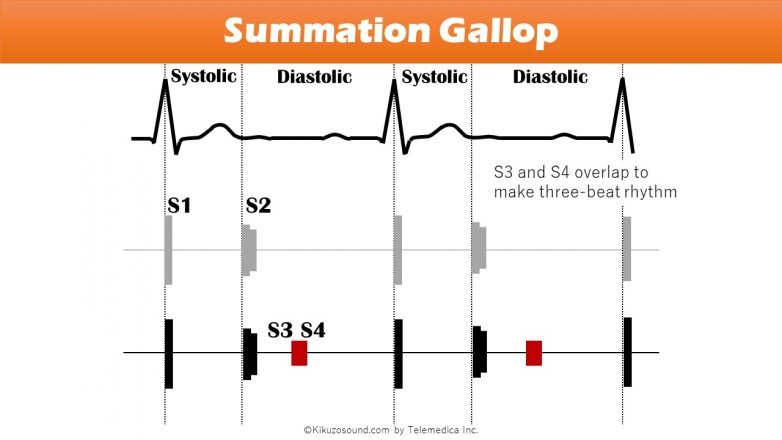 Summation Gallop
Systolic Diastolic Systolic Diastolic
S3 and S4 overlap to
make three-beat rhythm
S1 S2
S3 S4
©Kikuzosound.com by Telemedica Inc.